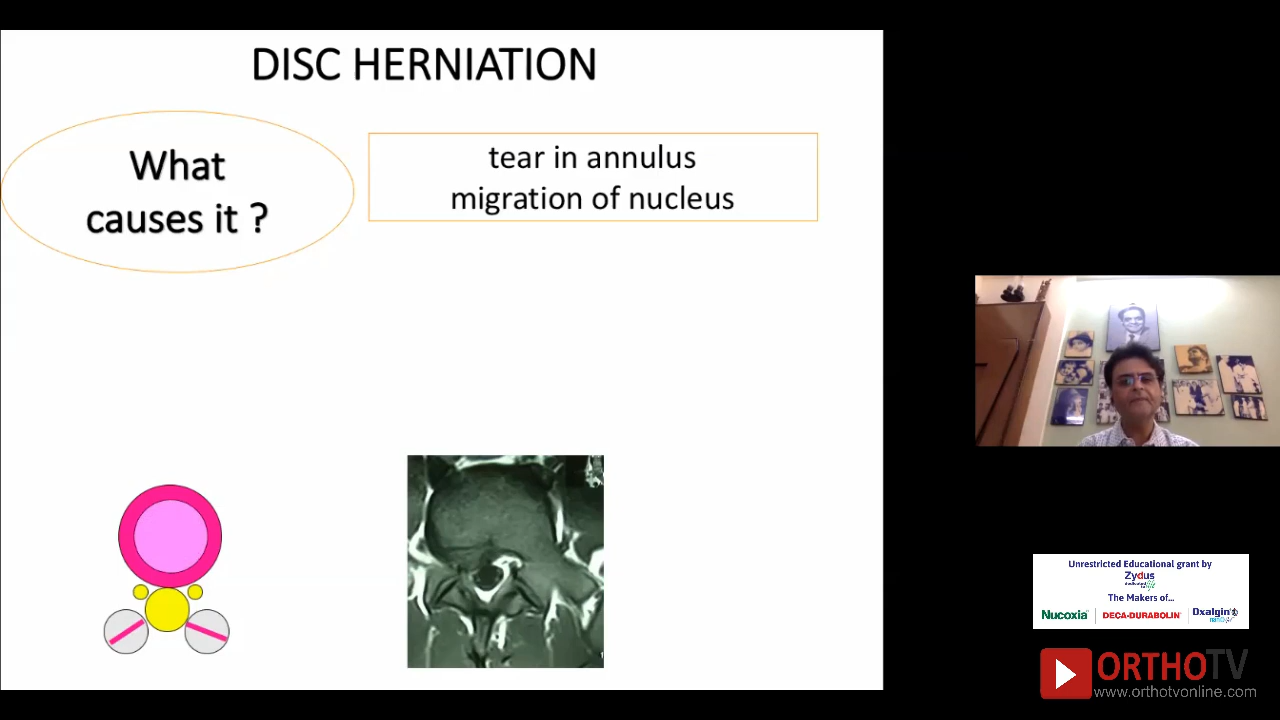 DISC HERNIATION
What
causes it ?
tear in annulus
migration of nucleus
Unrestricted Educational grant by
Zydus
The Makers of...
Nucoxia
DECA-DURABOLIN
Dxalgin
ORTHOTV
www.orthotvonline.com